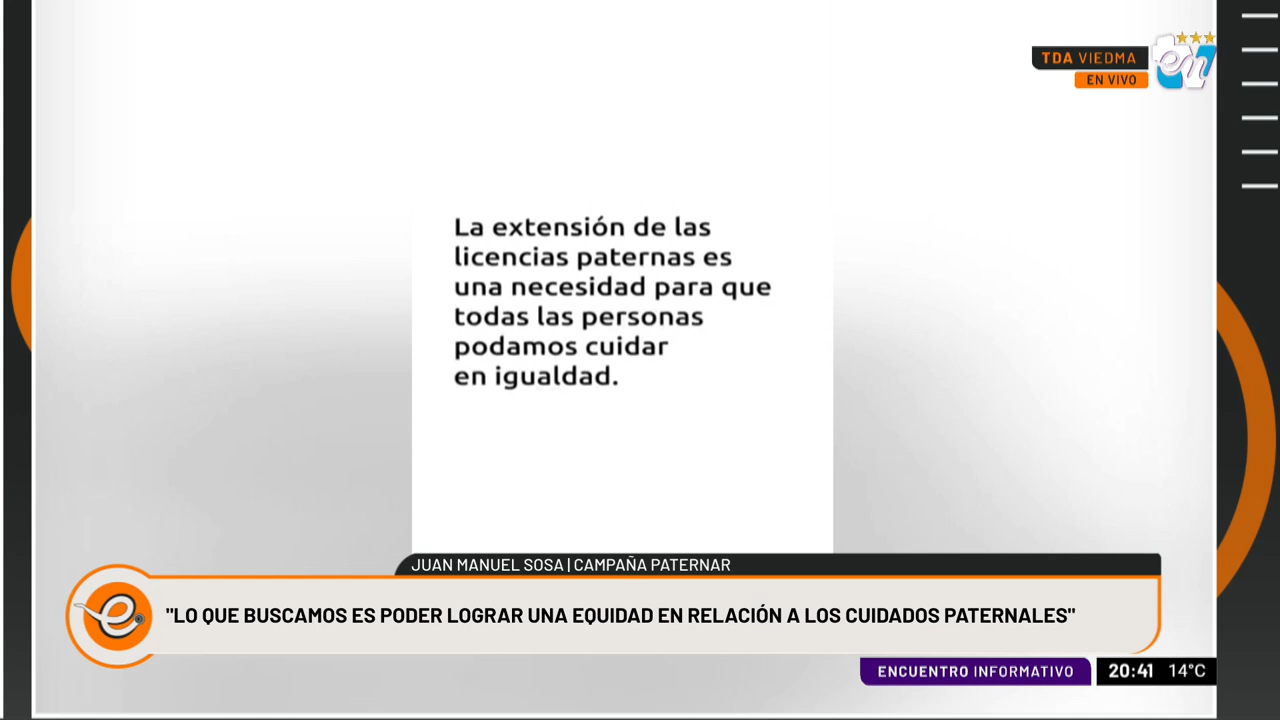 TDA VIEDMA
EN VIVO
en
La extensión de las
licencias paternas es
una necesidad para que
todas las personas
podamos cuidar
en igualdad.
JUAN MANUEL SOSA | CAMPAÑA PATERNAR
e
"LO QUE BUSCAMOS ES PODER LOGRAR UNA EQUIDAD EN RELACIÓN A LOS CUIDADOS PATERNALES"
ENCUENTRO INFORMATIVO
20:41 14°C